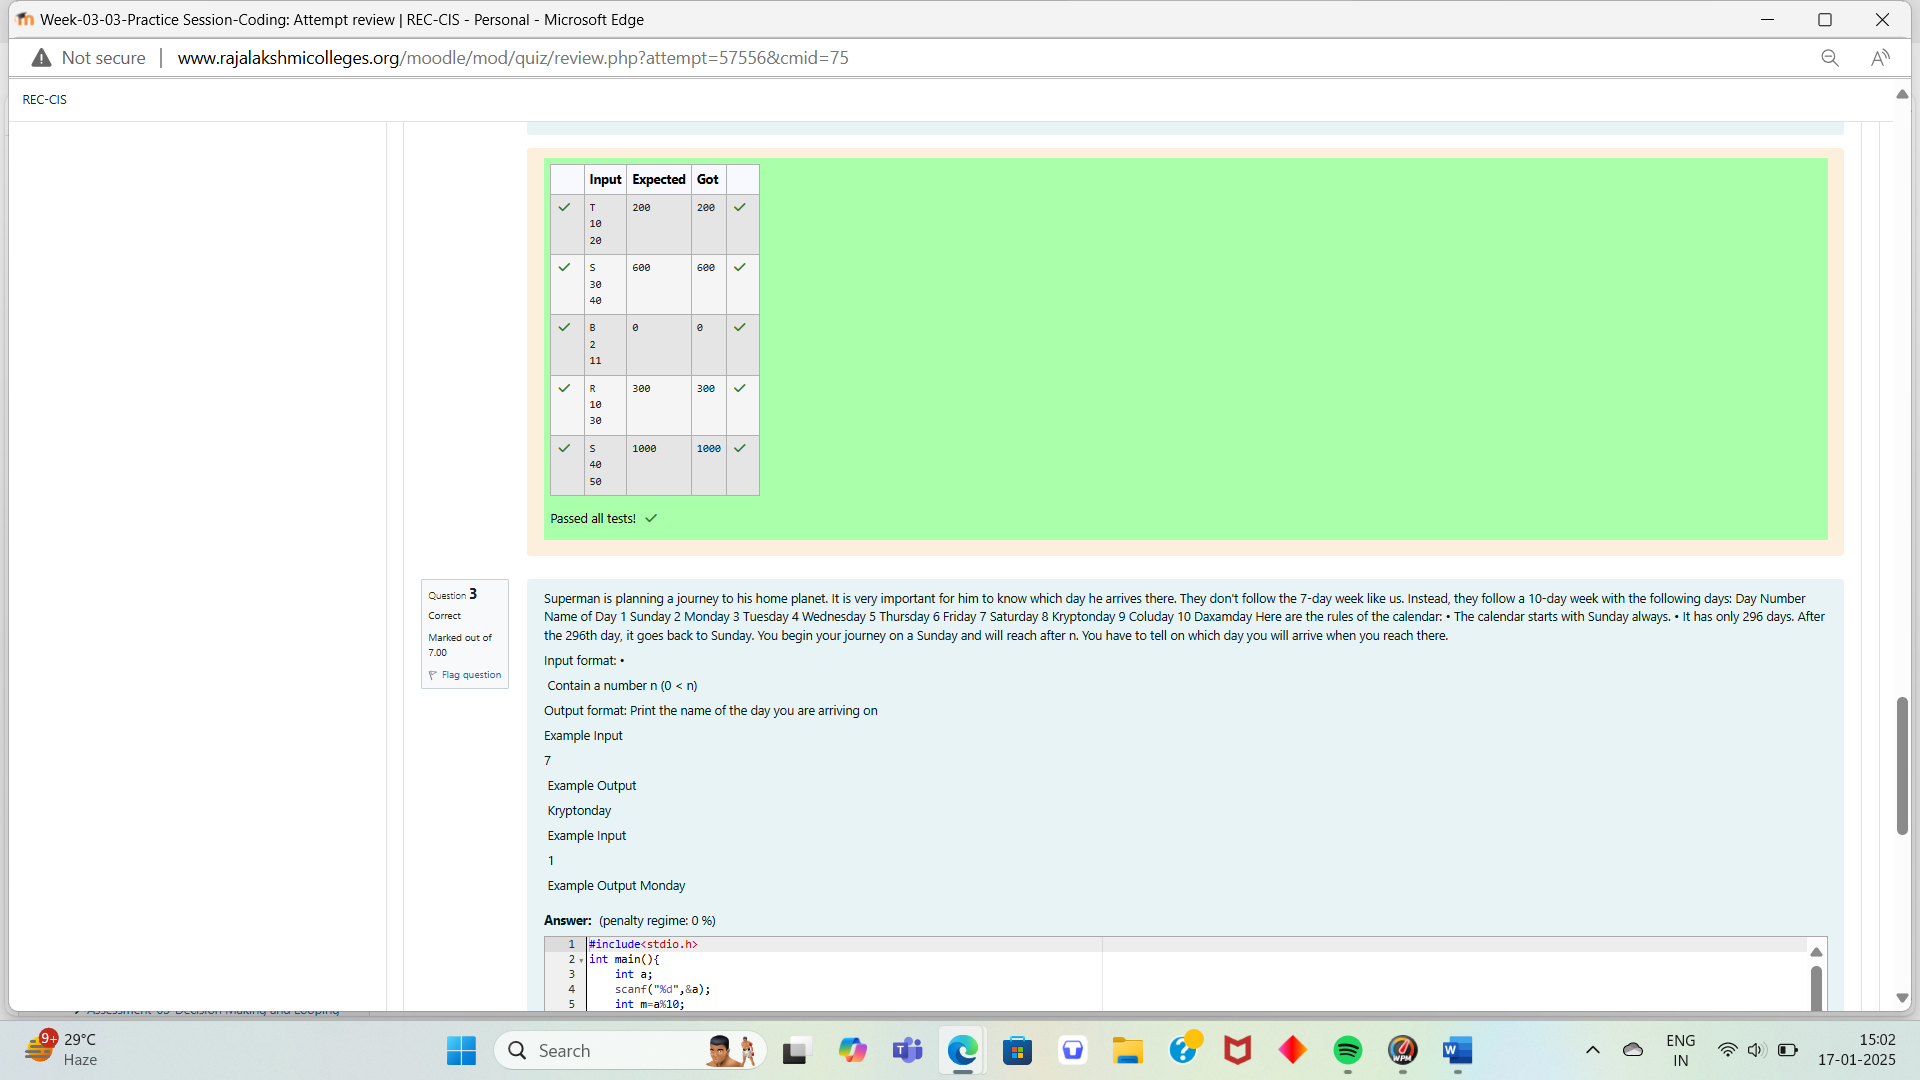 Week-03-03-Practice Session-Coding: Attempt review | REC-CIS - Personal - Microsoft Edge
Not secure | www.rajalakshmicolleges.org/moodle/mod/quiz/review.php?attempt=57556&cmid=75
REC-CIS
Input Expected Got
T 200 200
10
20
S 600 600
30
40
B 0 0
2
11
R 300 300
10
30
S 1000 1000
40
50
Passed all tests!
Question 3
Correct
Marked out of
7.00
Flag question
Superman is planning a journey to his home planet. It is very important for him to know which day he arrives there. They don't follow the 7-day week like us. Instead, they follow a 10-day week with the following days: Day Number
Name of Day 1 Sunday 2 Monday 3 Tuesday 4 Wednesday 5 Thursday 6 Friday 7 Saturday 8 Kryptonday 9 Coluday 10 Daxamday Here are the rules of the calendar: • The calendar starts with Sunday always. • It has only 296 days. After
the 296th day, it goes back to Sunday. You begin your journey on a Sunday and will reach after n. You have to tell on which day you will arrive when you reach there.
Input format: •
Contain a number n (0 < n)
Output format: Print the name of the day you are arriving on
Example Input
7
Example Output
Kryptonday
Example Input
1
Example Output Monday
Answer: (penalty regime: 0 %)
1 #include<stdio.h>
2 int main(){
3 int a;
4 scanf("%d",&a);
5 int m=a%10;
Assessment-03-Decision Making and Looping
9+
29°C
Haze
Search
WPM
W
ENG
IN
15:02
17-01-2025